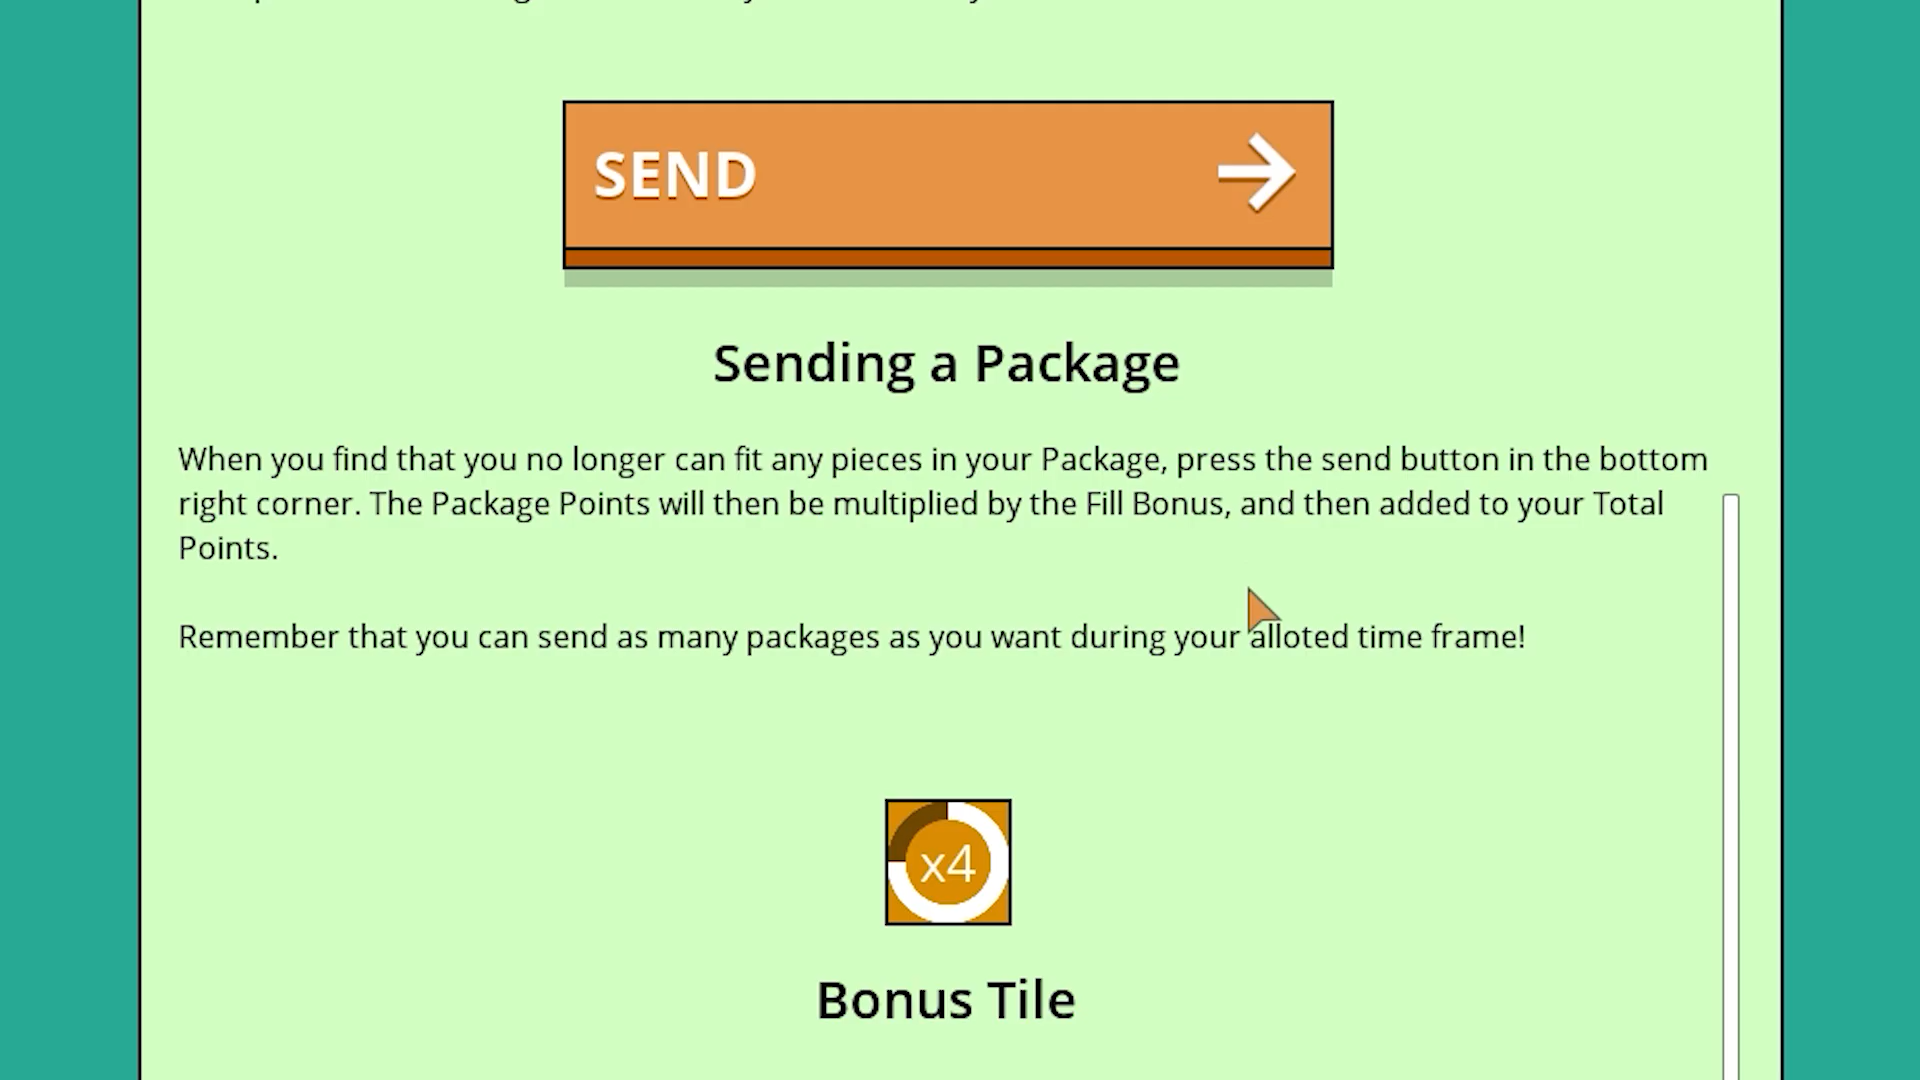 SEND
Sending a Package
When you find that you no longer can fit any pieces in your Package, press the send button in the bottom
right corner. The Package Points will then be multiplied by the Fill Bonus, and then added to your Total
Points.
Remember that you can send as many packages as you want during your alloted time frame!
x4
Bonus Tile